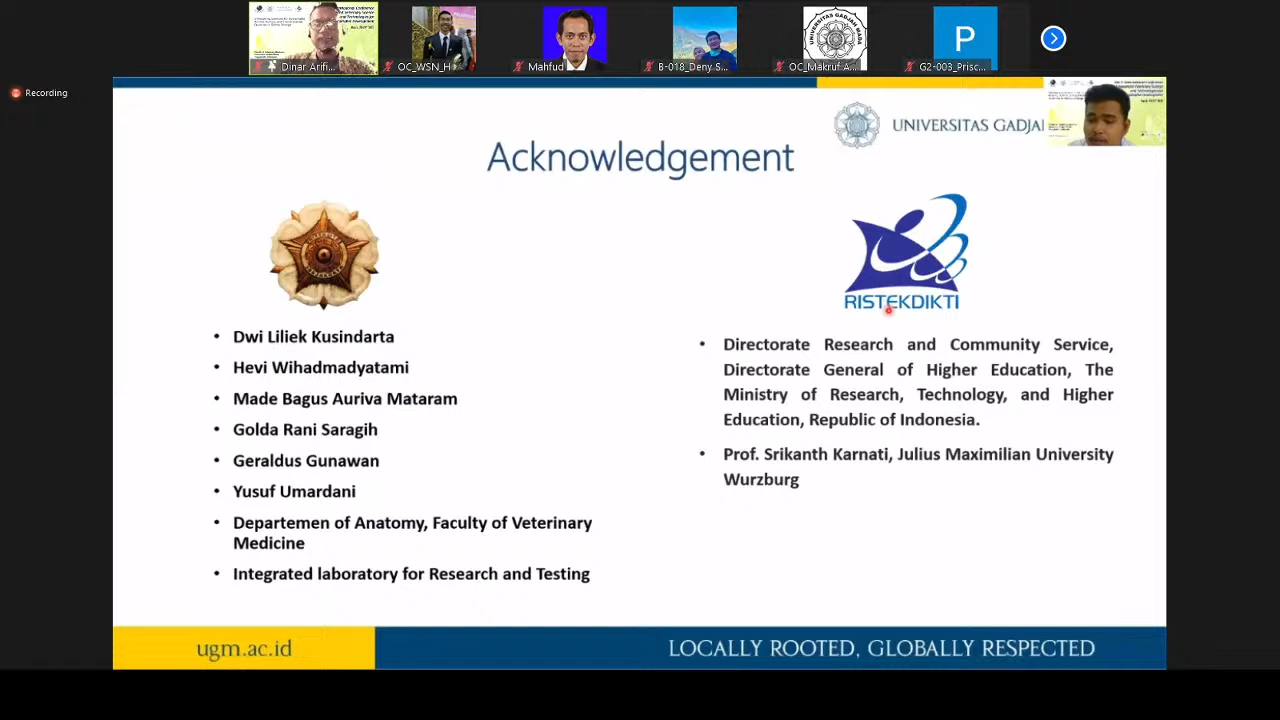 Dinar Arifi...
OC_WSN_H
Mahfud
B-018_Deny S...
OC_Makruf A...
G2-003_Prisc...
P
UNIVERSITAS GADJAH MADA
Recording
UNIVERSITAS GADJA
Acknowledgement
RISTEKDIKTI
• Dwi Liliek Kusindarta
• Hevi Wihadmadyatami
• Made Bagus Auriva Mataram
• Golda Rani Saragih
• Geraldus Gunawan
• Yusuf Umardani
• Departemen of Anatomy, Faculty of Veterinary
Medicine
• Integrated laboratory for Research and Testing
• Directorate Research and Community Service,
Directorate General of Higher Education, The
Ministry of Research, Technology, and Higher
Education, Republic of Indonesia.
• Prof. Srikanth Karnati, Julius Maximilian University
Wurzburg
ugm.ac.id
LOCALLY ROOTED, GLOBALLY RESPECTED